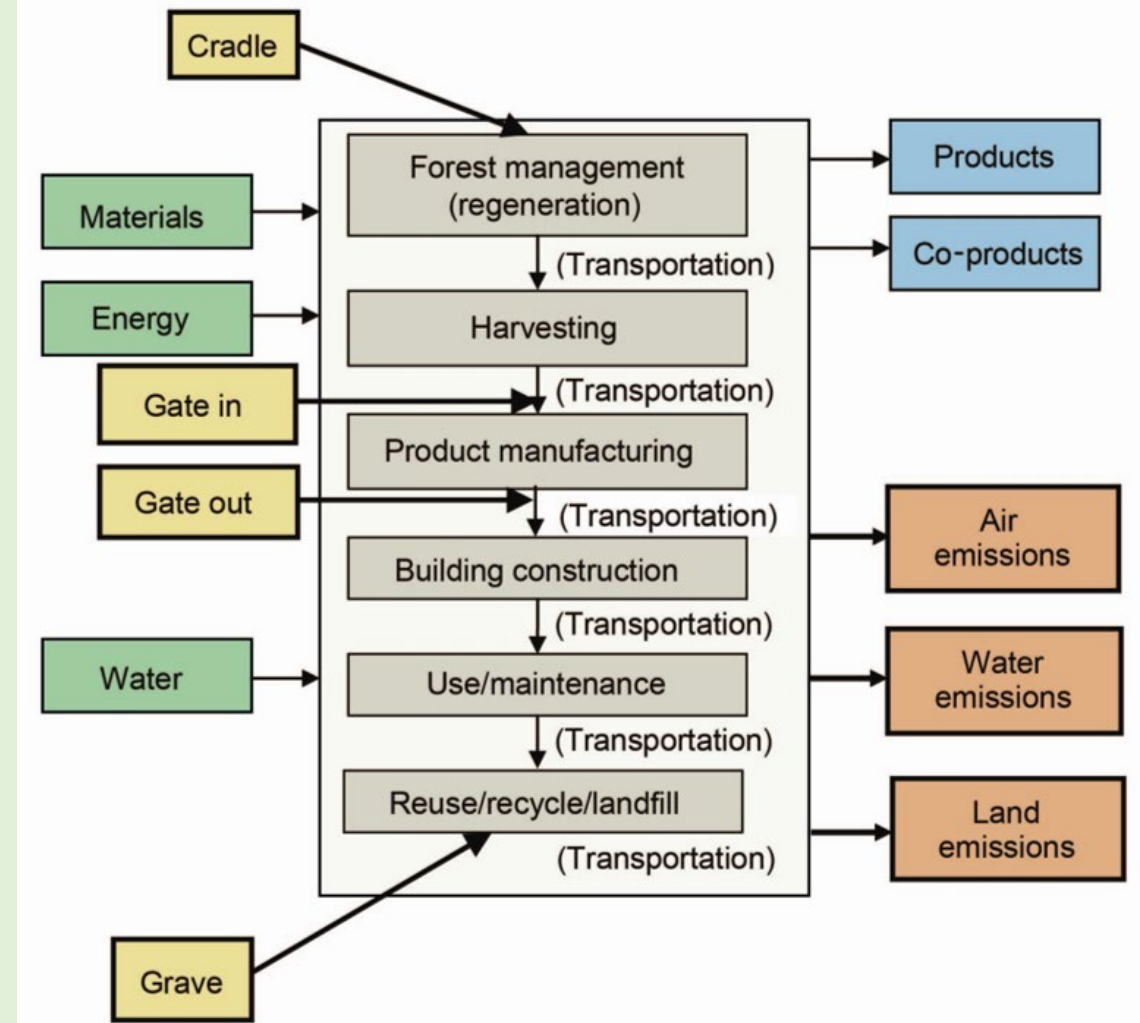 Cradle
Forest management
(regeneration)
Products
Materials
Co-products
(Transportation)
Energy
Harvesting
(Transportation)
Gate in
Product manufacturing
Gate out
(Transportation)
Air
emissions
Building construction
(Transportation)
Water
Use/maintenance
Water
emissions
(Transportation)
Reuse/recycle/landfill
Land
emissions
(Transportation)
Grave